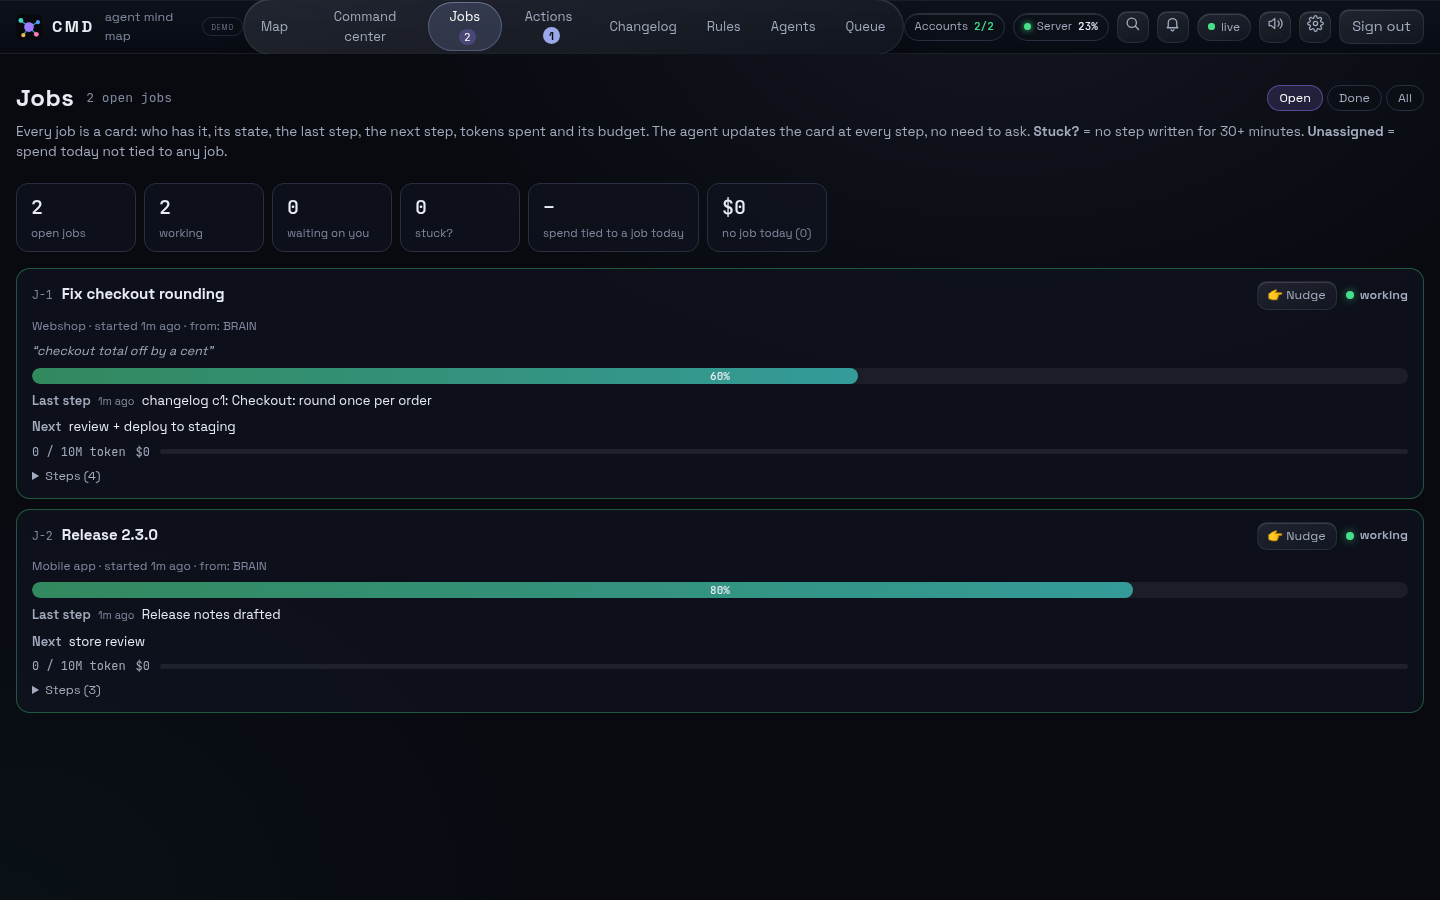 CMD
agent mind map
DEMO
Map
Command center
Jobs 2
Actions 1
Changelog
Rules
Agents
Queue
Accounts 2/2
Server 23%
live
Sign out
Jobs
2 open jobs
Open
Done
All
Every job is a card: who has it, its state, the last step, the next step, tokens spent and its budget. The agent updates the card at every step, no need to ask. Stuck? = no step written for 30+ minutes. Unassigned =
spend today not tied to any job.
2
open jobs
2
working
0
waiting on you
0
stuck?
–
spend tied to a job today
$0
no job today (0)
J-1 Fix checkout rounding
👉 Nudge
working
Webshop · started 1m ago · from: BRAIN
“checkout total off by a cent”
60%
Last step 1m ago changelog c1: Checkout: round once per order
Next review + deploy to staging
0 / 10M token $0
▶ Steps (4)
J-2 Release 2.3.0
👉 Nudge
working
Mobile app · started 1m ago · from: BRAIN
80%
Last step 1m ago Release notes drafted
Next store review
0 / 10M token $0
▶ Steps (3)